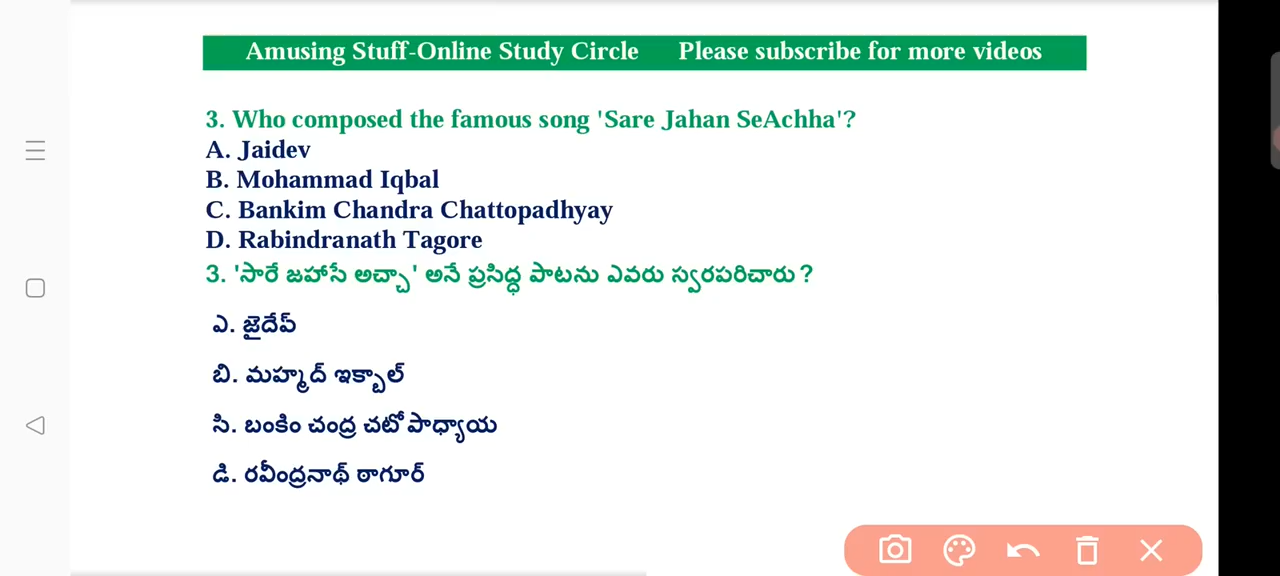 Amusing Stuff-Online Study Circle Please subscribe for more videos
3. Who composed the famous song 'Sare Jahan SeAchha'?
A. Jaidev
B. Mohammad Iqbal
C. Bankim Chandra Chattopadhyay
D. Rabindranath Tagore
3. 'సారే జహాసే అచ్చా' అనే ప్రసిద్ధ పాటను ఎవరు స్వరపరిచారు?
ఎ. జైదేప్
బి. మహ్మద్ ఇక్బాల్
సి. బంకిం చంద్ర చటోపాధ్యాయ
డి. రవీంద్రనాథ్ ఠాగూర్